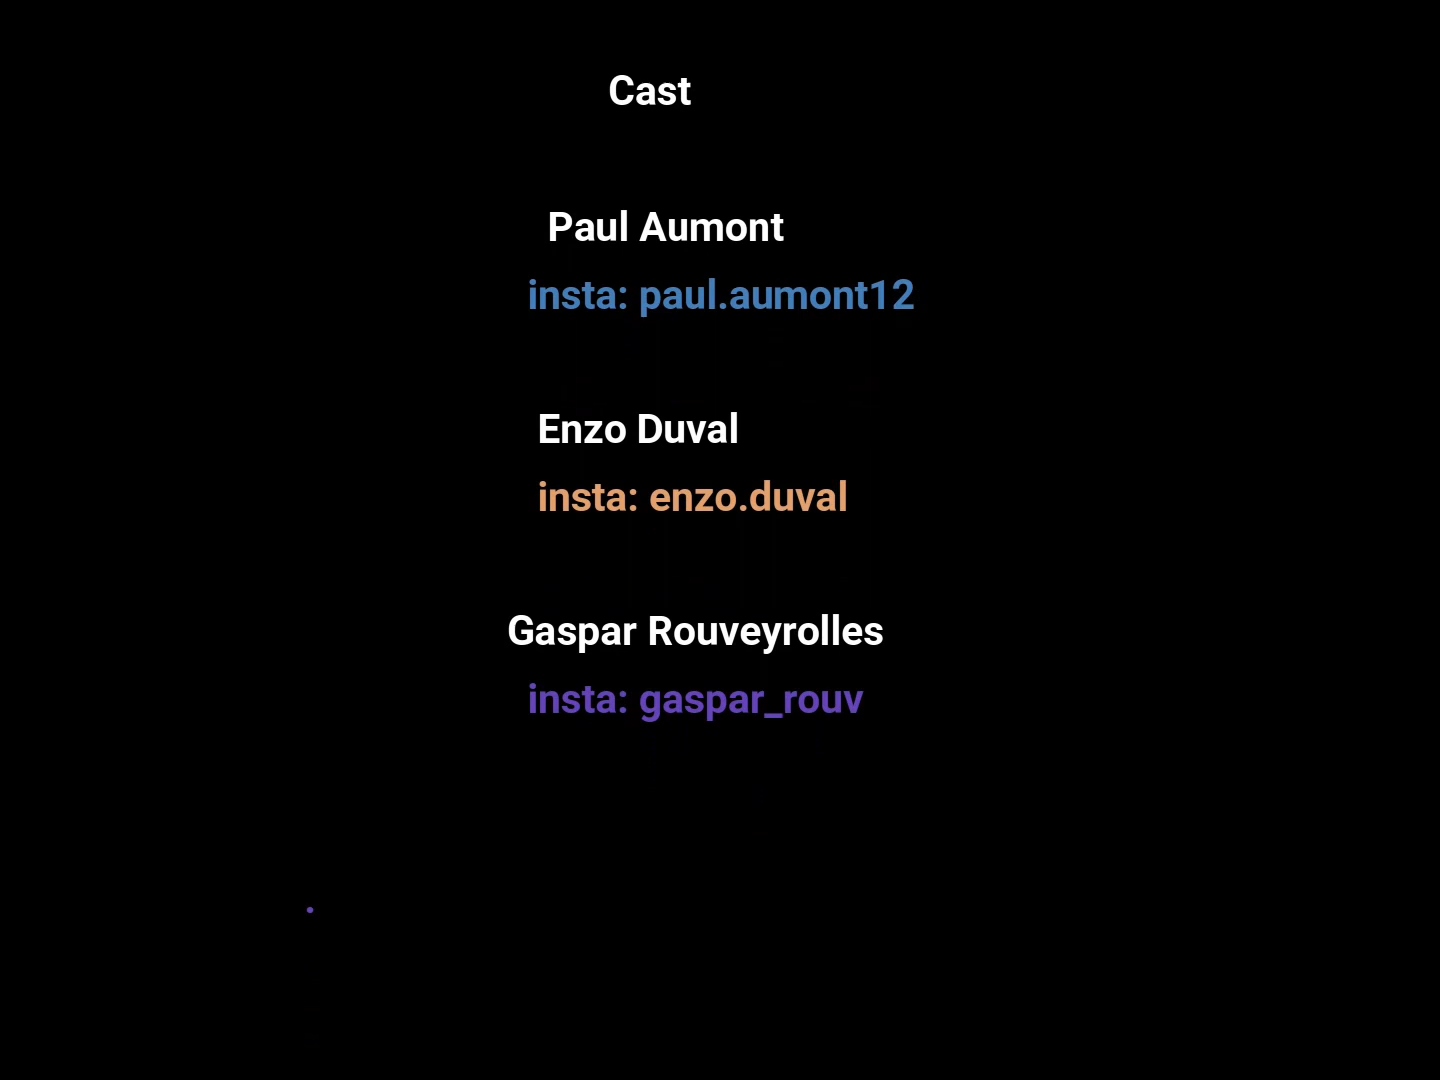 Cast
Paul Aumont
insta: paul.aumont12
Enzo Duval
insta: enzo.duval
Gaspar Rouveyrolles
insta: gaspar_rouv
.